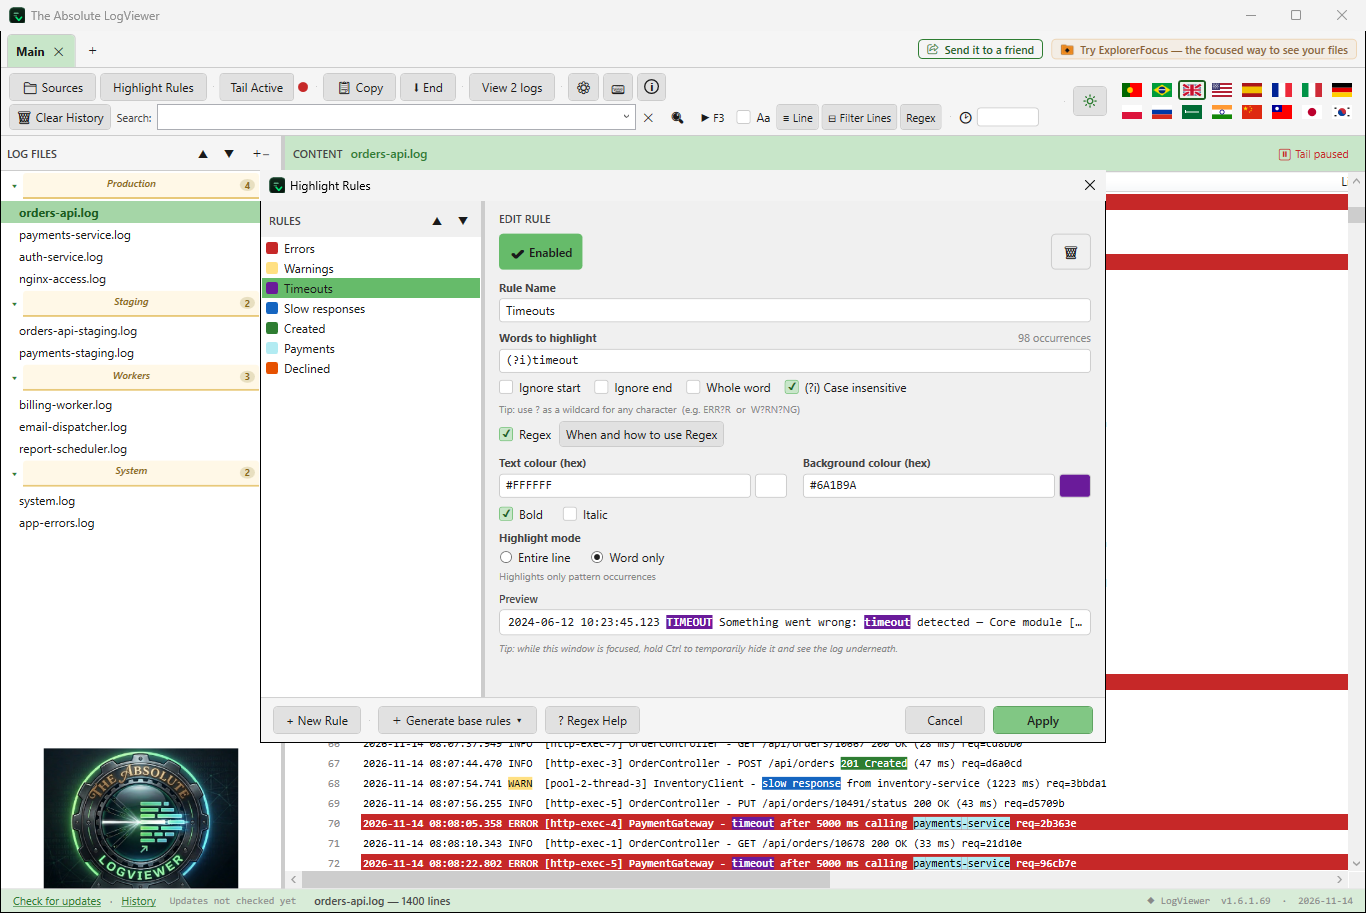 The Absolute LogViewer
Main
Send it to a friend
Try ExplorerFocus — the focused way to see your files
Sources
Highlight Rules
Tail Active
Copy
End
View 2 logs
Clear History
Search:
F3
Aa
Line
Filter Lines
Regex
LOG FILES
CONTENT orders-api.log
Tail paused
Production 4
orders-api.log
payments-service.log
auth-service.log
nginx-access.log
Staging 2
orders-api-staging.log
payments-staging.log
Workers 3
billing-worker.log
email-dispatcher.log
report-scheduler.log
System 2
system.log
app-errors.log
THE ABSOLUTE
LOGVIEWER
Highlight Rules
RULES
Errors
Warnings
Timeouts
Slow responses
Created
Payments
Declined
EDIT RULE
Enabled
Rule Name
Timeouts
Words to highlight
98 occurrences
(?i)timeout
Ignore start
Ignore end
Whole word
(?i) Case insensitive
Tip: use ? as a wildcard for any character (e.g. ERR?R or W?RN?NG)
Regex
When and how to use Regex
Text colour (hex)
Background colour (hex)
#FFFFFF
#6A1B9A
Bold
Italic
Highlight mode
Entire line
Word only
Highlights only pattern occurrences
Preview
2024-06-12 10:23:45.123 TIMEOUT Something went wrong: timeout detected — Core module [...
Tip: while this window is focused, hold Ctrl to temporarily hide it and see the log underneath.
+ New Rule
+ Generate base rules
? Regex Help
Cancel
Apply
67 2026-11-14 08:07:44.470 INFO [http-exec-3] OrderController - POST /api/orders 201 Created (47 ms) req=d6a0cd
68 2026-11-14 08:07:54.741 WARN [pool-2-thread-3] InventoryClient - slow response from inventory-service (1223 ms) req=3bbda1
69 2026-11-14 08:07:56.255 INFO [http-exec-5] OrderController - PUT /api/orders/10491/status 200 OK (43 ms) req=d5709b
70 2026-11-14 08:08:05.358 ERROR [http-exec-4] PaymentGateway - timeout after 5000 ms calling payments-service req=2b363e
71 2026-11-14 08:08:10.343 INFO [http-exec-1] OrderController - GET /api/orders/10678 200 OK (33 ms) req=21d10e
72 2026-11-14 08:08:22.802 ERROR [http-exec-5] PaymentGateway - timeout after 5000 ms calling payments-service req=96cb7e
Check for updates · History
Updates not checked yet
orders-api.log — 1400 lines
LogViewer v1.6.1.69 · 2026-11-14